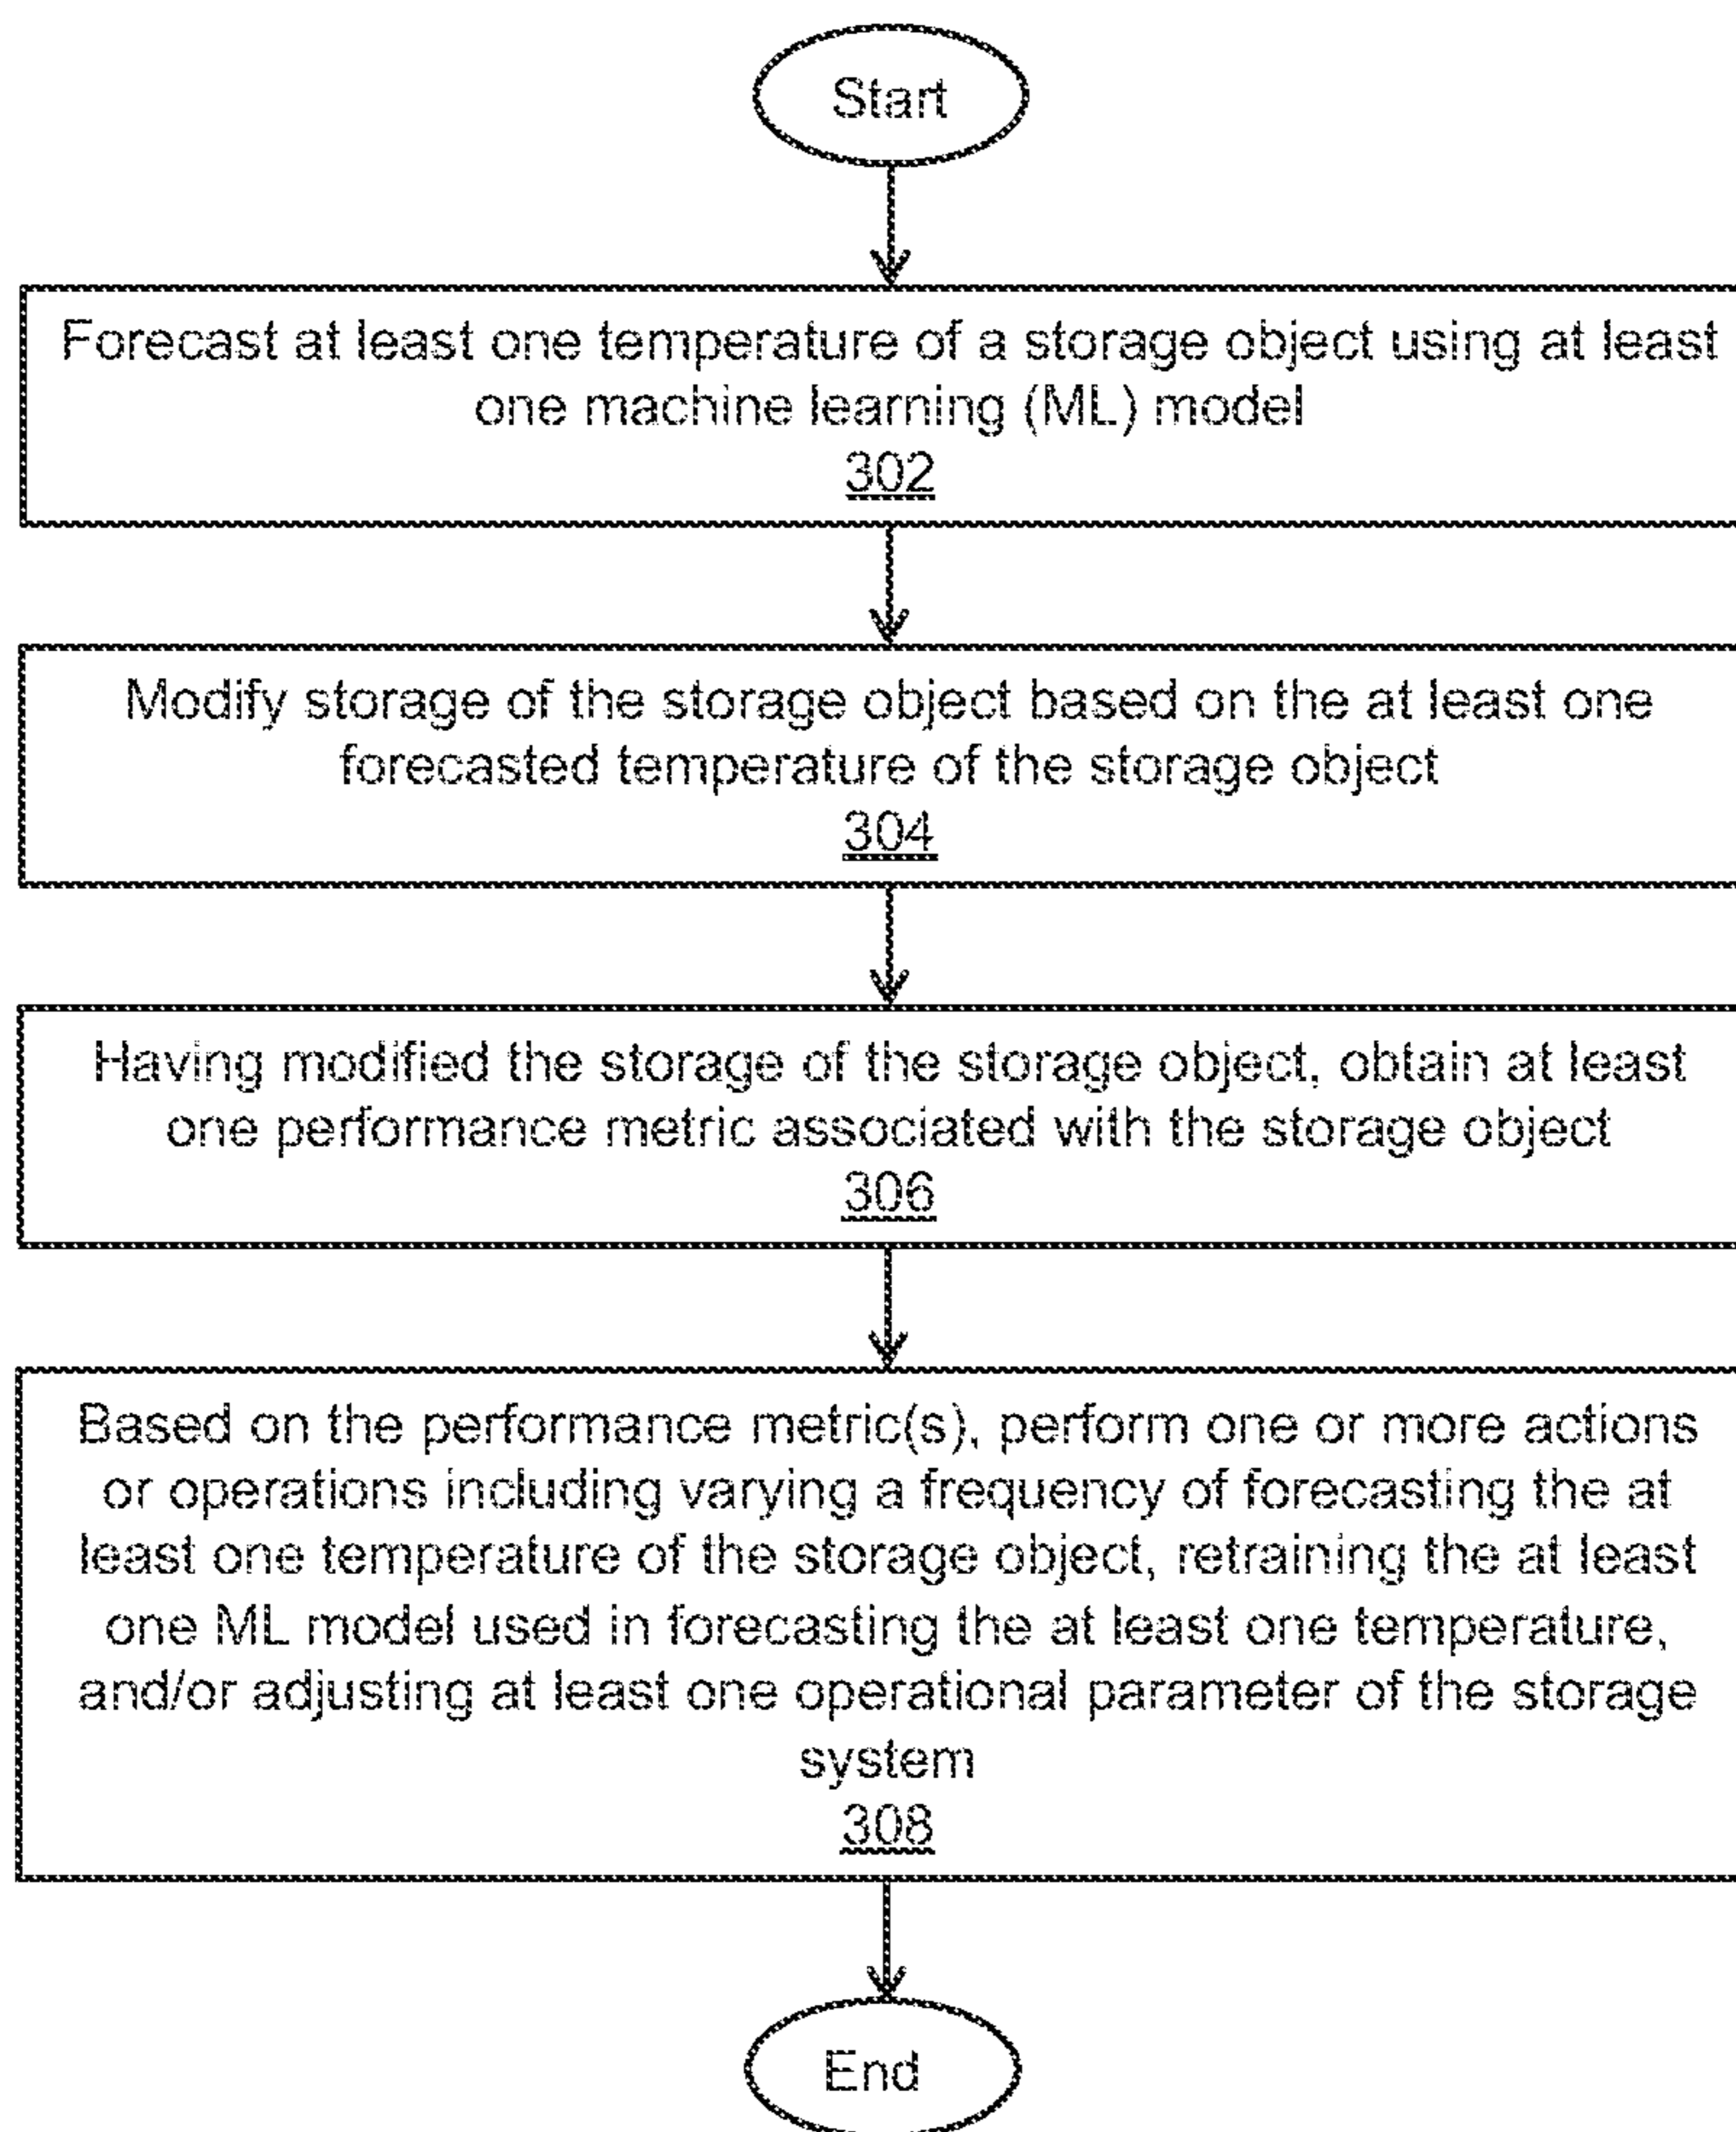 Start
Forecast at least one temperature of a storage object using at least
one machine learning (ML) model
302
Modify storage of the storage object based on the at least one
forecasted temperature of the storage object
304
Having modified the storage of the storage object, obtain at least
one performance metric associated with the storage object
306
Based on the performance metric(s), perform one or more actions
or operations including varying a frequency of forecasting the at
least one temperature of the storage object, retraining the at least
one ML model used in forecasting the at least one temperature,
and/or adjusting at least one operational parameter of the storage
system
308
End